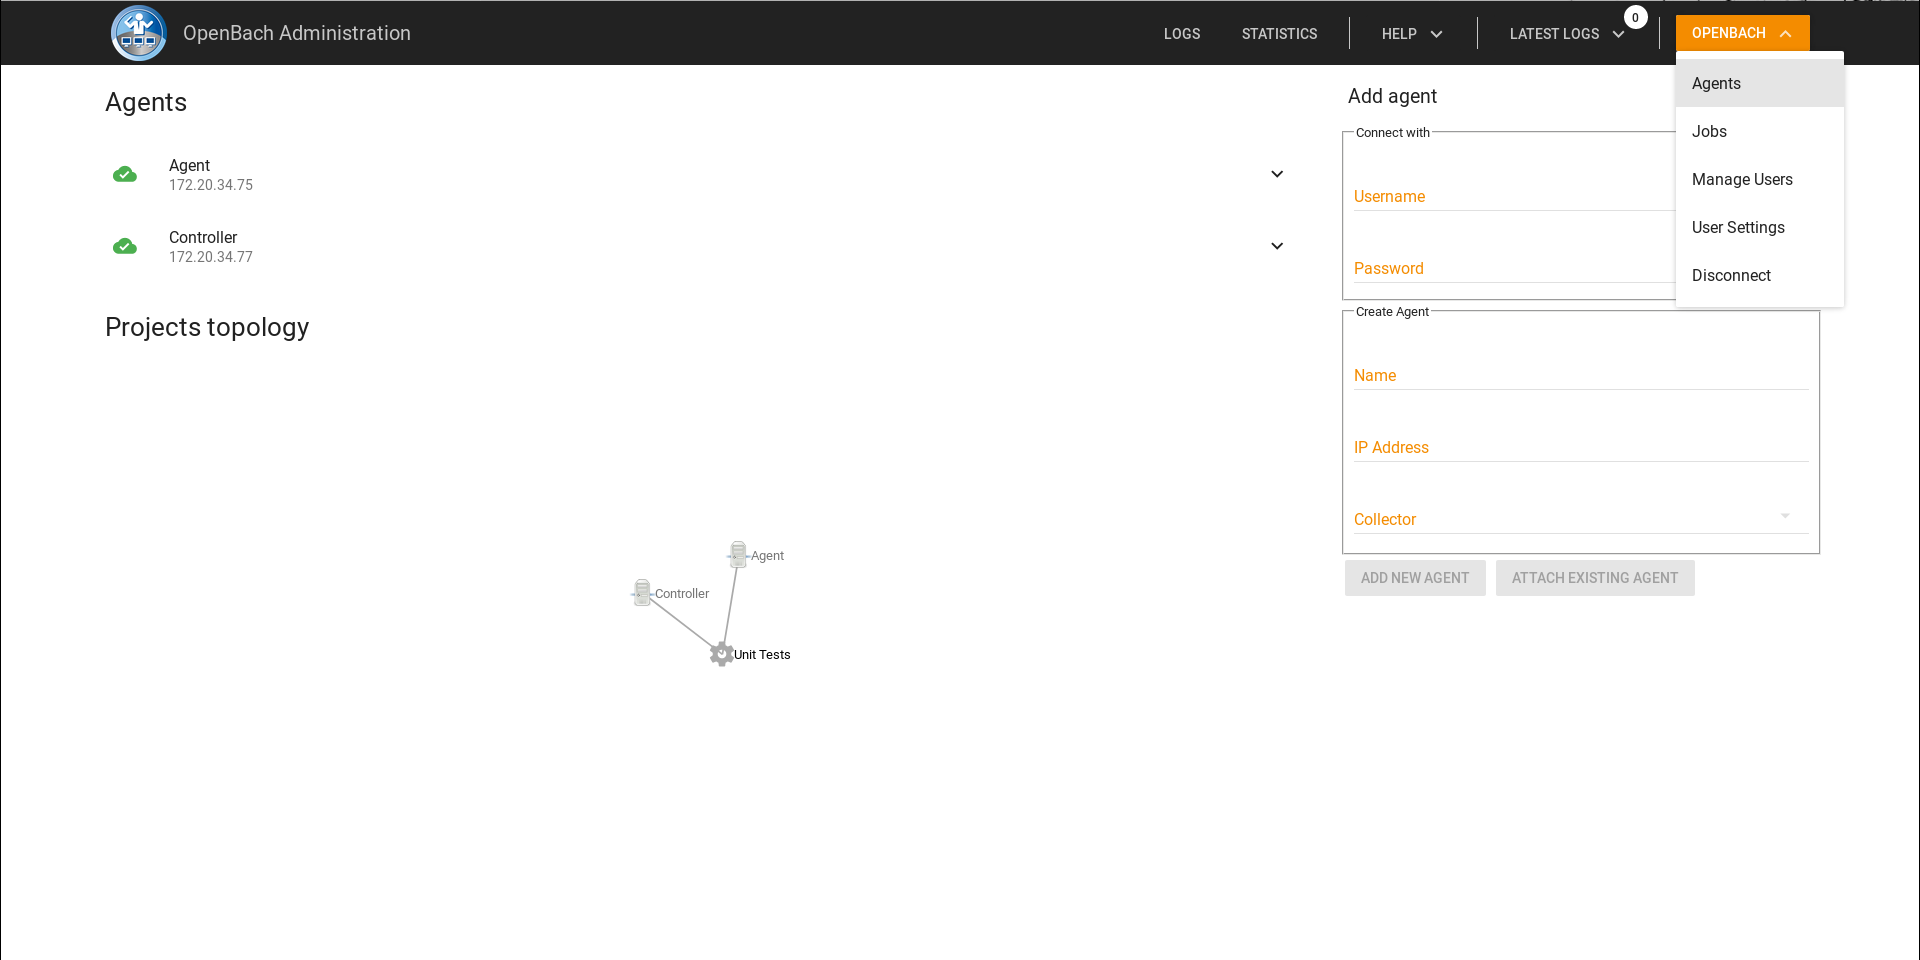 OpenBach Administration
LOGS
STATISTICS
HELP
LATEST LOGS
0
OPENBACH
Agents
Jobs
Manage Users
User Settings
Disconnect
Agents
Agent
172.20.34.75
Controller
172.20.34.77
Projects topology
Agent
Controller
Unit Tests
Add agent
Connect with
Username
Password
Create Agent
Name
IP Address
Collector
ADD NEW AGENT
ATTACH EXISTING AGENT